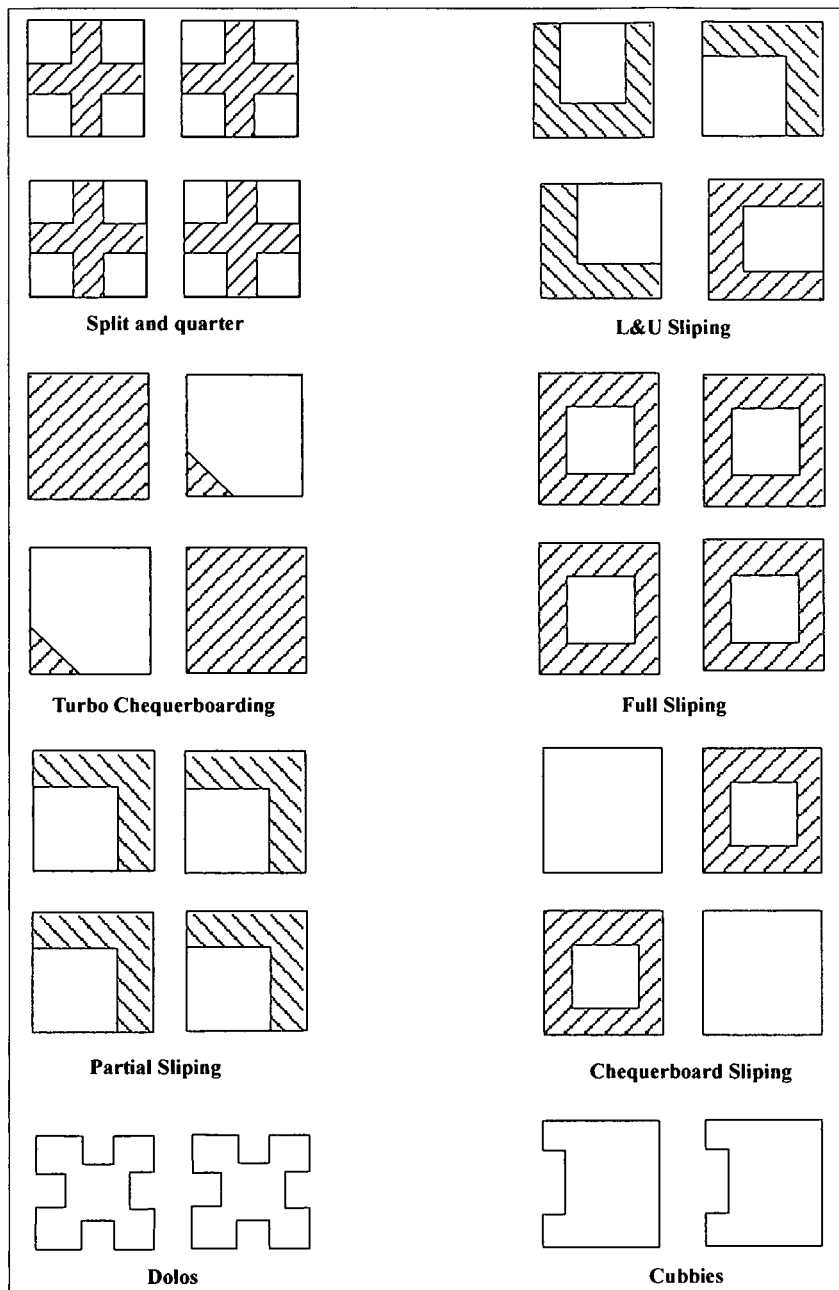 Split and quarter
L&U Sliping
Turbo Chequerboarding
Full Sliping
Partial Sliping
Chequerboard Sliping
Dolos
Cubbies